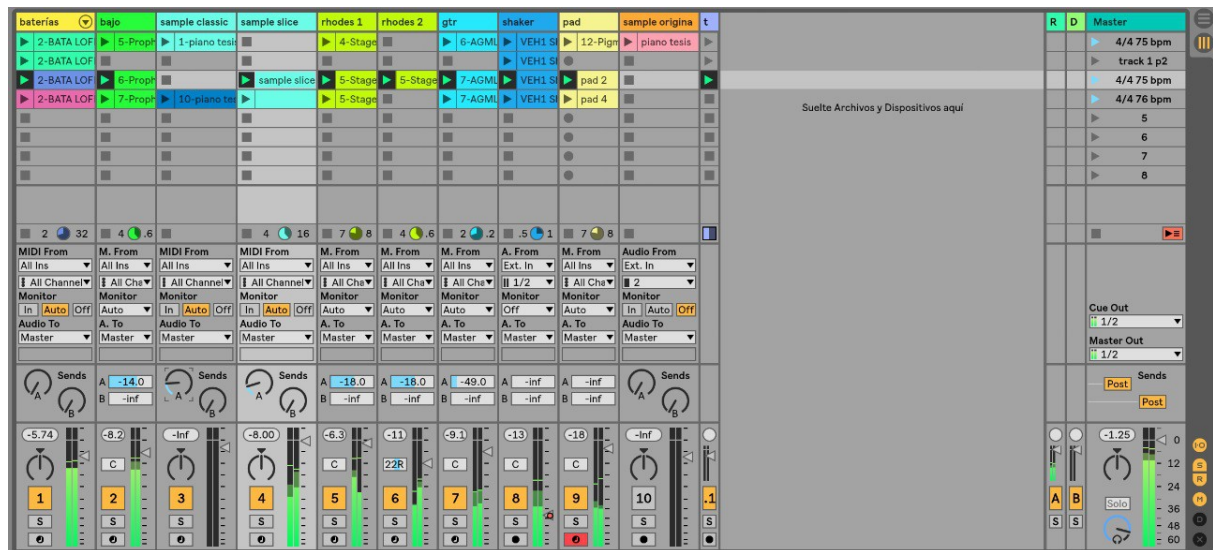 baterías bajo sample classic sample slice rhodes 1 rhodes 2 gtr shaker pad sample origina t R D Master
2-BATA LOF 5-Proph 1-piano tesis 4-Stage 6-AGML VEH1 SI 12-Pigm piano tesis 4/4 75 bpm
2-BATA LOF VEH1 SI track 1 p2
2-BATA LOF 6-Proph sample slice 5-Stage 5-Stage 7-AGML VEH1 SI pad 2 4/4 75 bpm
2-BATA LOF 7-Proph 10-piano tes 5-Stage 7-AGML VEH1 SI pad 4 4/4 76 bpm
Suelte Archivos y Dispositivos aquí
5
6
7
8
2 32 4 .6 4 16 7 8 4 .6 2 .2 .5 1 7 8
MIDI From M. From MIDI From MIDI From M. From M. From M. From A. From M. From Audio From
All Ins All Ins All Ins All Ins All Ins All Ins All Ins Ext. In All Ins Ext. In
All Channel All Cha All Channel All Channel All Cha All Cha All Cha 1/2 All Cha 2
Monitor Monitor Monitor Monitor Monitor Monitor Monitor Monitor Monitor Monitor
In Auto Off Auto In Auto Off In Auto Off Auto Auto Auto Off Auto In Auto Off Cue Out
Audio To A. To Audio To Audio To A. To A. To A. To A. To A. To Audio To 1/2
Master Master Master Master Master Master Master Master Master Master Master Out
1/2
Sends Sends Sends Sends Sends
A A -14.0 A A A -18.0 A -18.0 A -49.0 A -inf A -inf A Post
B B -inf B B B -inf B -inf B -inf B -inf B -inf B Post
-5.74 -8.2 -Inf -8.00 -6.3 -11 -9.1 -13 -18 -Inf -1.25 0
C C 22R C C C 12
1 2 3 4 5 6 7 8 9 10 .1 A B Solo 24
36
S S S S S S S S S S S S S 48
60
I·O
S
R
M
D
X